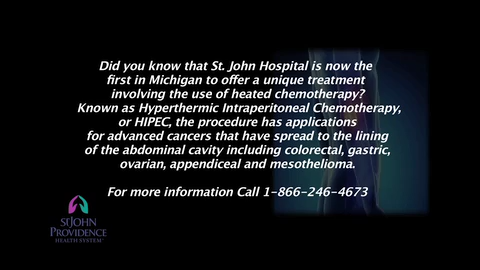 Did you know that St. John Hospital is now the
first in Michigan to offer a unique treatment
involving the use of heated chemotherapy?
Known as Hyperthermic Intraperitoneal Chemotherapy,
or HIPEC, the procedure has applications
for advanced cancers that have spread to the lining
of the abdominal cavity including colorectal, gastric,
ovarian, appendiceal and mesothelioma.
For more information Call 1-866-246-4673
ST JOHN
PROVIDENCE
HEALTH SYSTEM